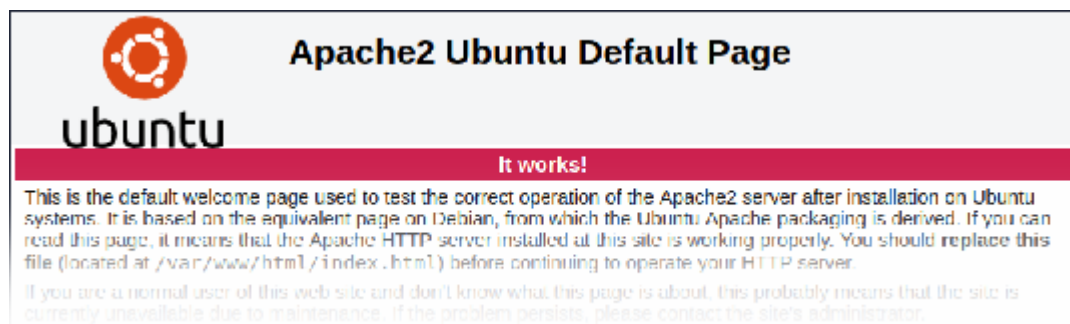 Apache2 Ubuntu Default Page
ubuntu
It works!
This is the default welcome page used to test the correct operation of the Apache2 server after installation on Ubuntu
systems. It is based on the equivalent page on Debian, from which the Ubuntu Apache packaging is derived. If you can
read this page, it means that the Apache HTTP server installed at this site is working properly. You should replace this
file (located at /var/www/html/index.html) before continuing to operate your HTTP server.
If you are a normal user of this web site and don't know what this page is about, this probably means that the site is
currently unavailable due to maintenance. If the problem persists, please contact the site's administrator.